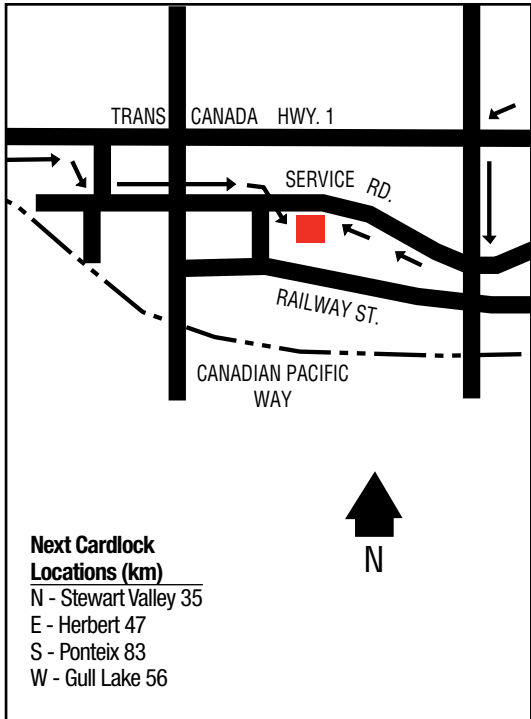 TRANS CANADA HWY. 1
SERVICE RD.
RAILWAY ST.
CANADIAN PACIFIC
WAY
N
Next Cardlock
Locations (km)
N - Stewart Valley 35
E - Herbert 47
S - Ponteix 83
W - Gull Lake 56